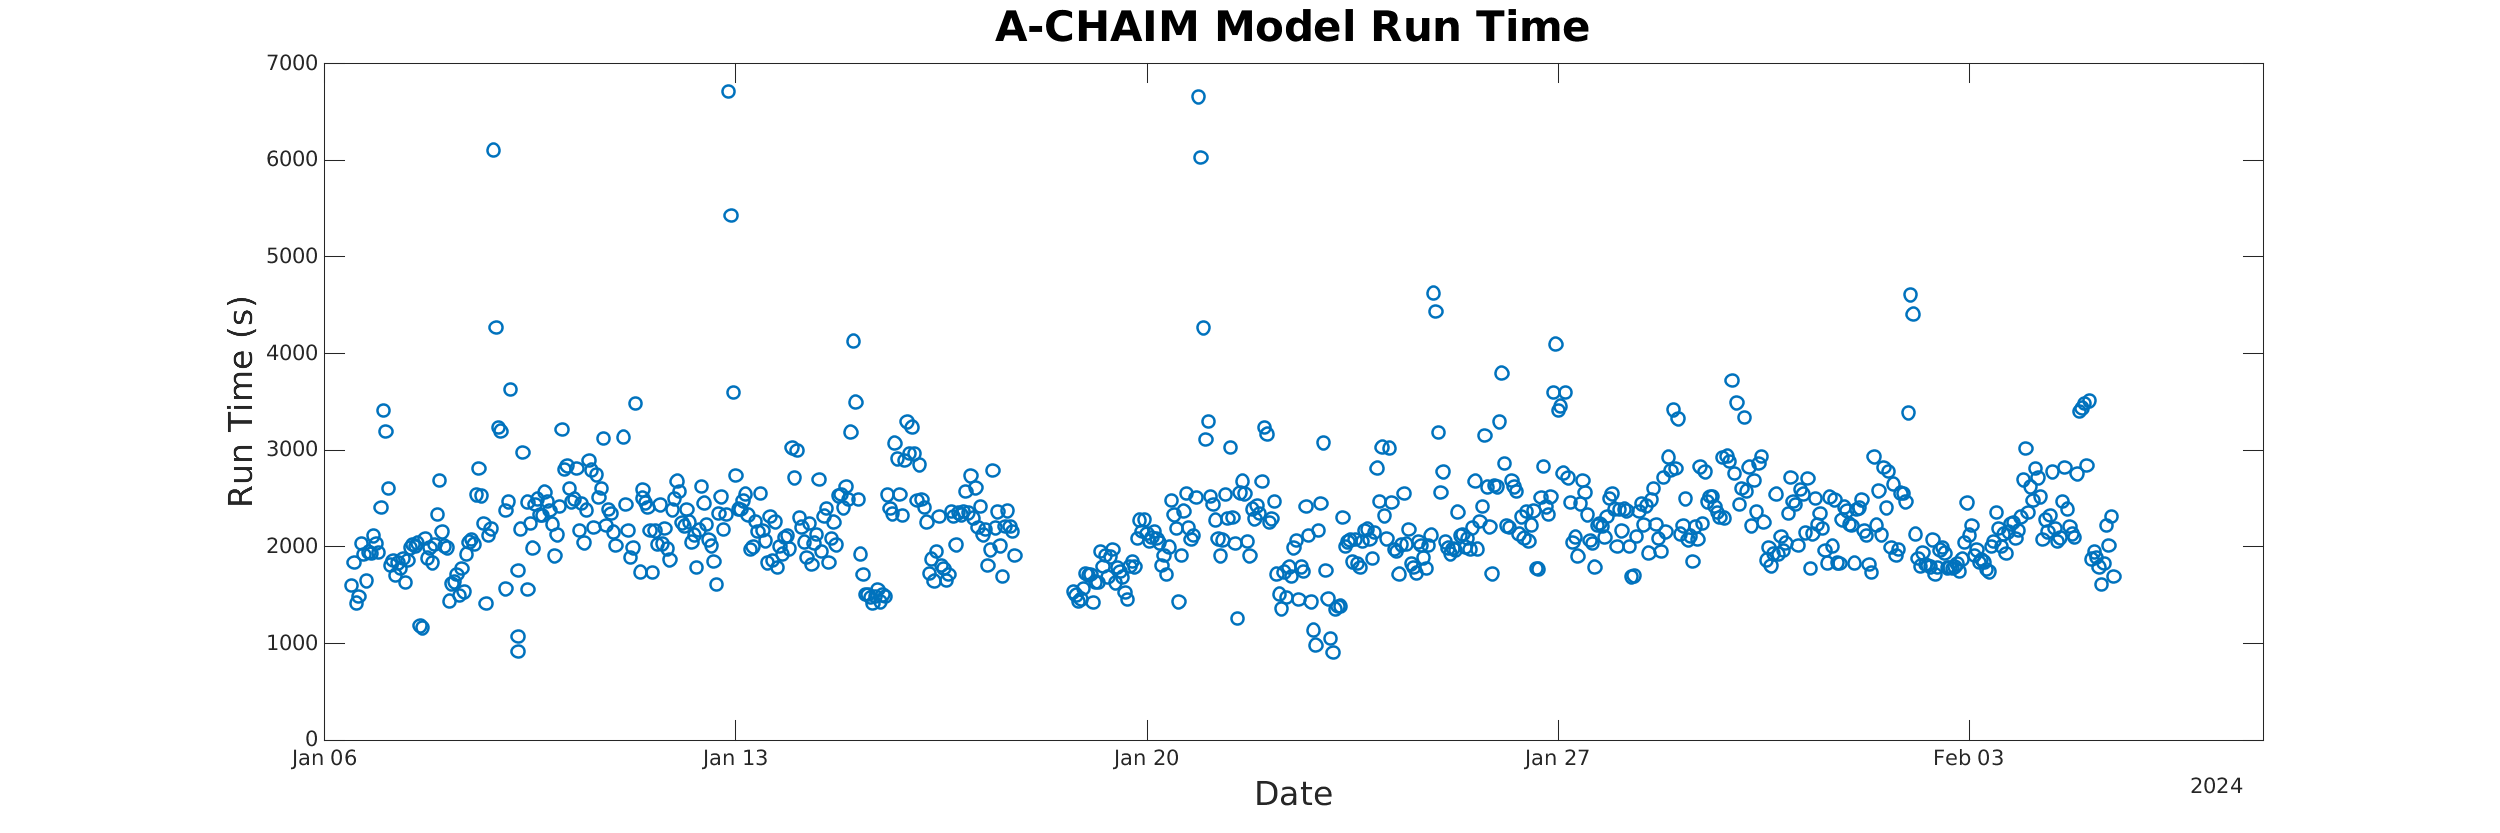 A-CHAIM Model Run Time
7000
6000
5000
4000
3000
2000
1000
0
Run Time (s)
Jan 06
Jan 13
Jan 20
Jan 27
Feb 03
Date
2024